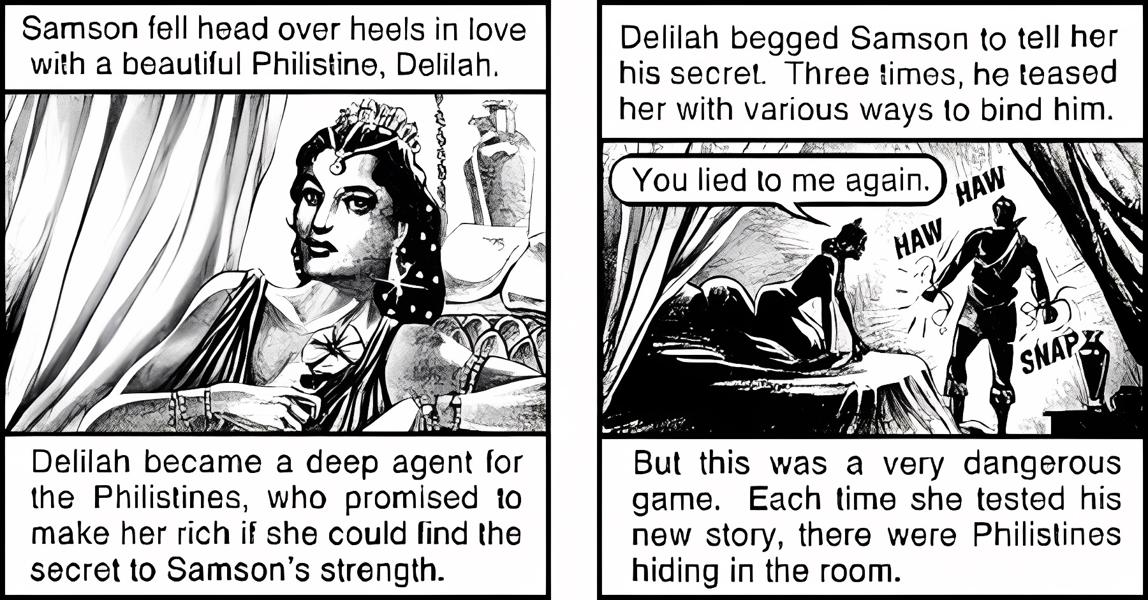 Samson fell head over heels in love
with a beautiful Philistine, Delilah.
Delilah became a deep agent for
the Philistines, who promised to
make her rich if she could find the
secret to Samson's strength.
Delilah begged Samson to tell her
his secret. Three times, he teased
her with various ways to bind him.
You lied to me again.
HAW
HAW
SNAP
But this was a very dangerous
game. Each time she tested his
new story, there were Philistines
hiding in the room.